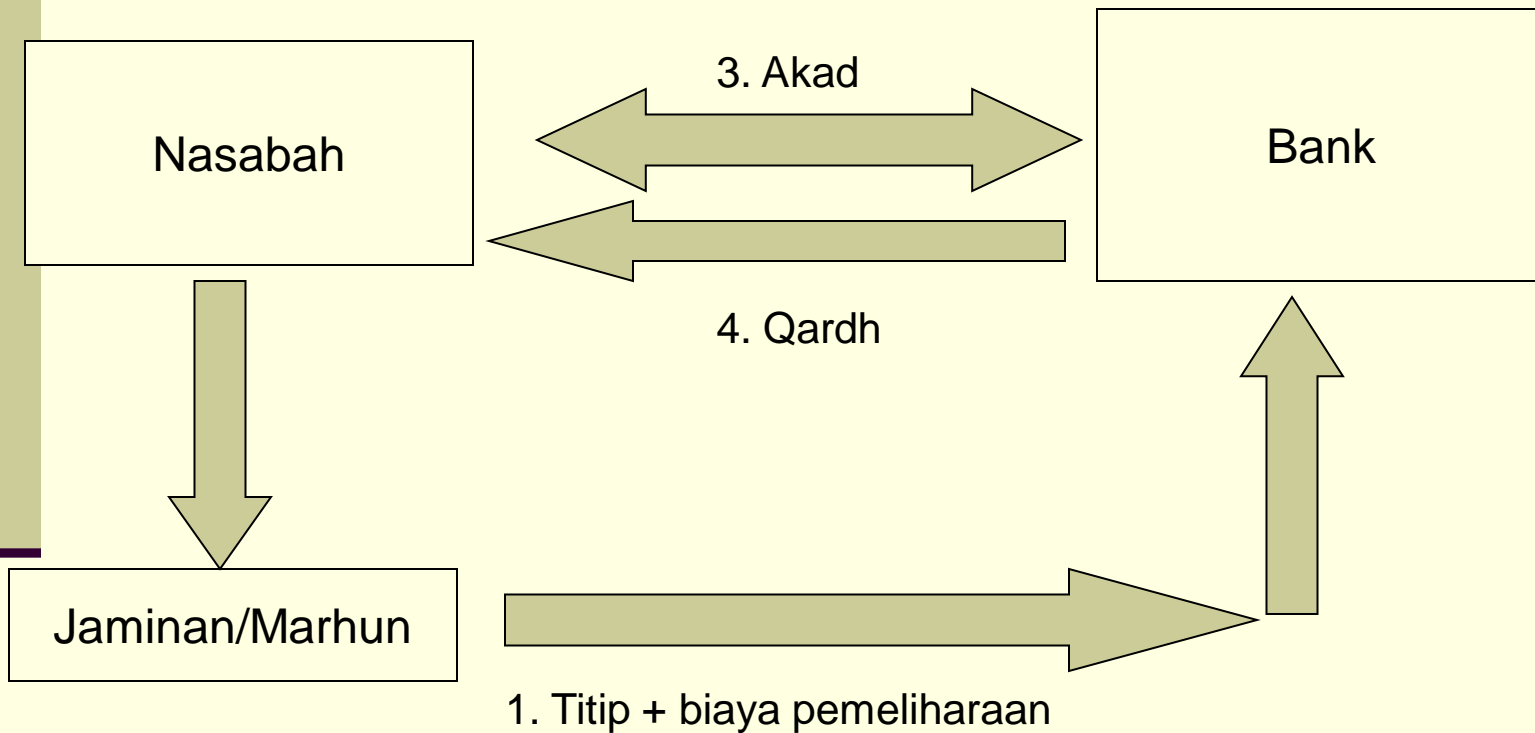 3. Akad
Nasabah
Bank
4. Qardh
Jaminan/Marhun
1. Titip + biaya pemeliharaan